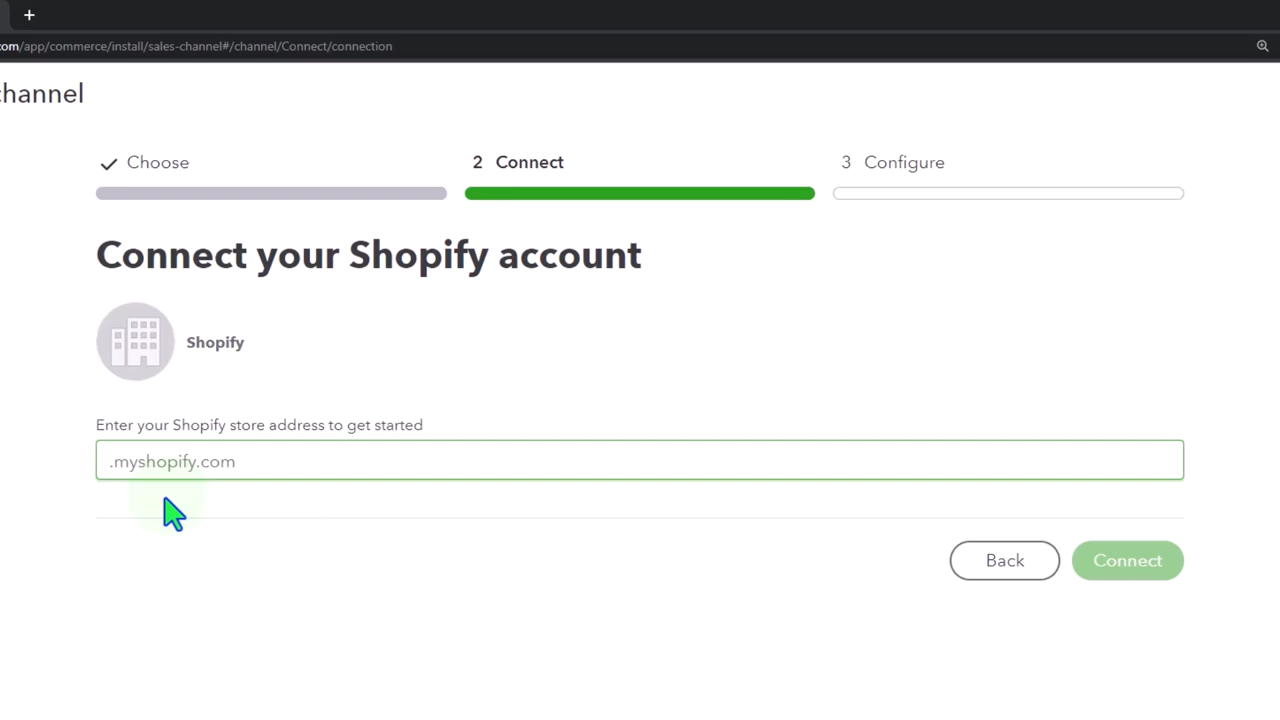 +
com/app/commerce/install/sales-channel#/channel/Connect/connection
channel
Choose
2 Connect
3 Configure
Connect your Shopify account
Shopify
Enter your Shopify store address to get started
.myshopify.com
Back
Connect